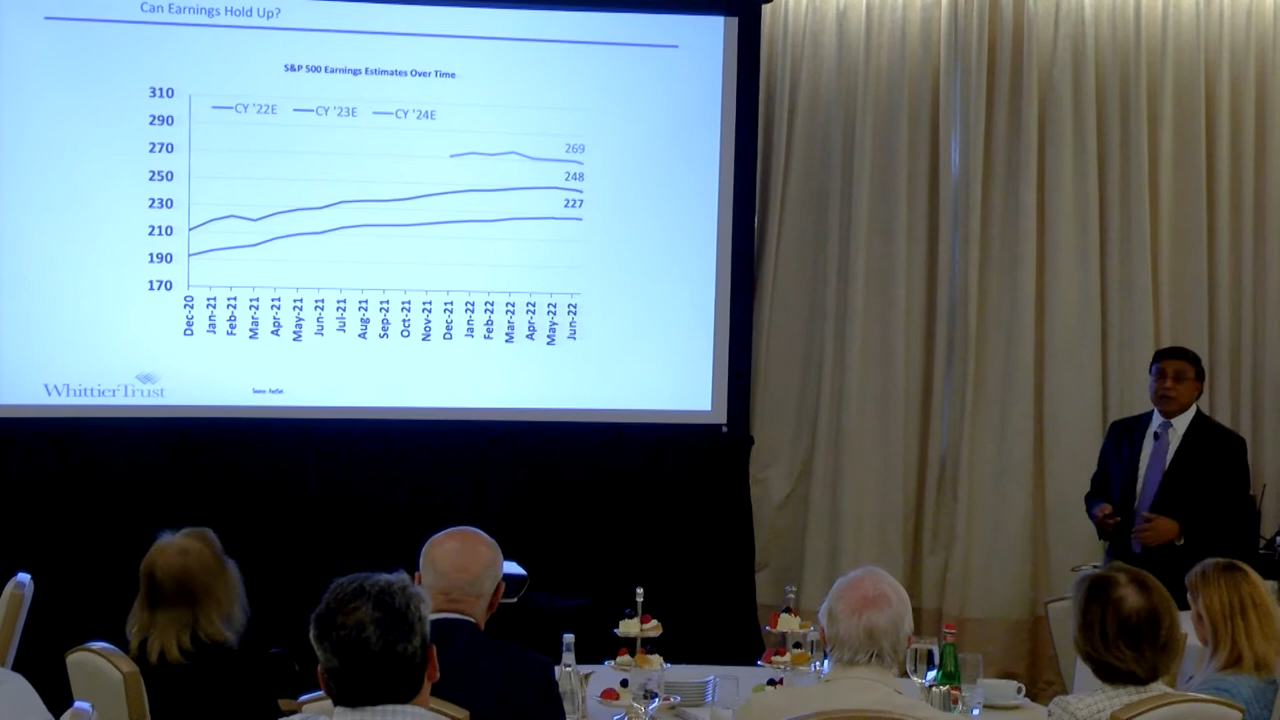 Can Earnings Hold Up?
S&P 500 Earnings Estimates Over Time
310
290
270
250
230
210
190
170
CY '22E CY '23E CY '24E
269
248
227
Dec-20 Jan-21 Feb-21 Mar-21 Apr-21 May-21 Jun-21 Jul-21 Aug-21 Sep-21 Oct-21 Nov-21 Dec-21 Jan-22 Feb-22 Mar-22 Apr-22 May-22 Jun-22
WhittierTrust
Source: FactSet.